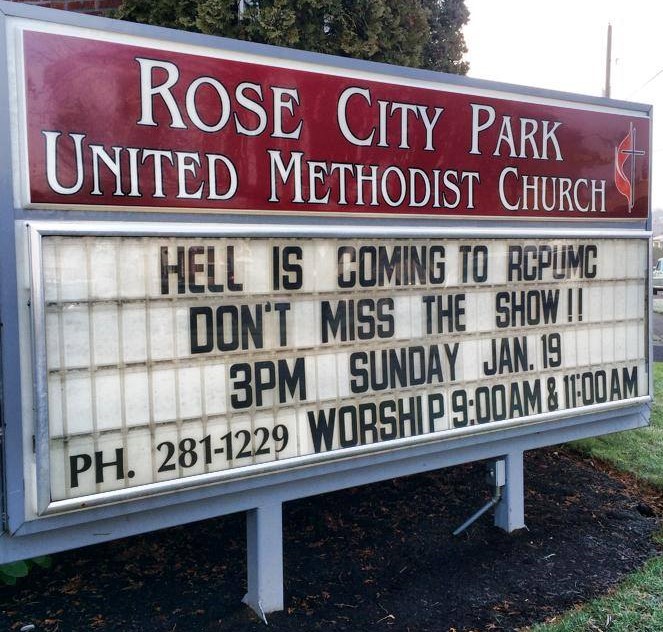 ROSE CITY PARK
UNITED METHODIST CHURCH
HELL IS COMING TO RCPUMC
DON'T MISS THE SHOW!!
3PM SUNDAY JAN. 19
PH. 281-1229 WORSHIP 9:00AM & 11:00AM